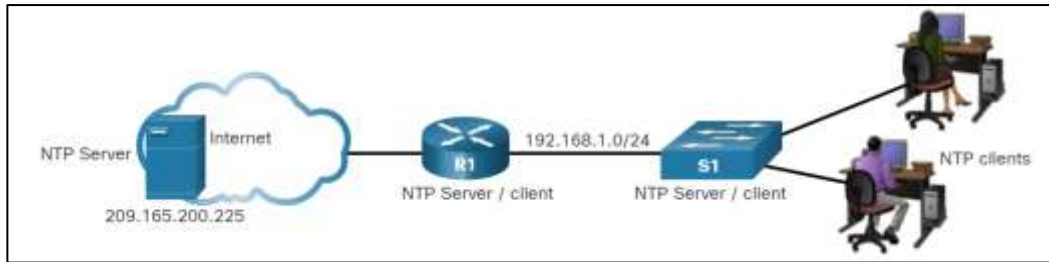 NTP Server
Internet
209.165.200.225
R1
NTP Server / client
192.168.1.0/24
S1
NTP Server / client
NTP clients